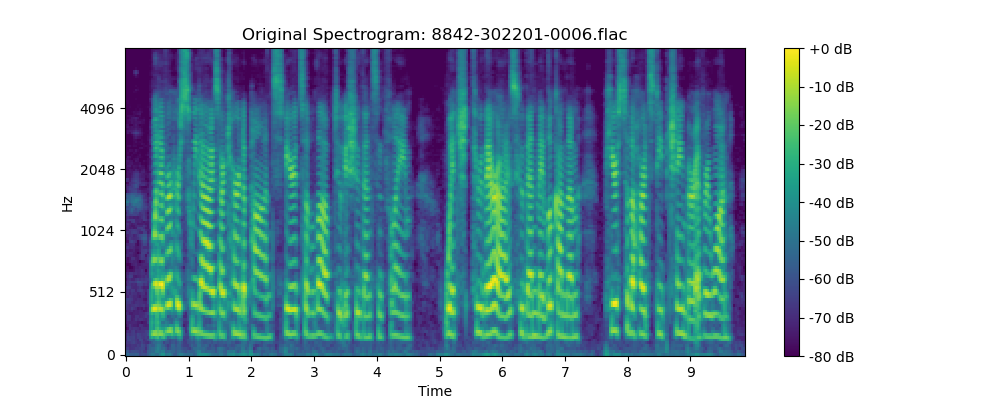 Original Spectrogram: 8842-302201-0006.flac
Hz
4096
2048
1024
512
0
0 1 2 3 4 5 6 7 8 9
Time
+0 dB
-10 dB
-20 dB
-30 dB
-40 dB
-50 dB
-60 dB
-70 dB
-80 dB